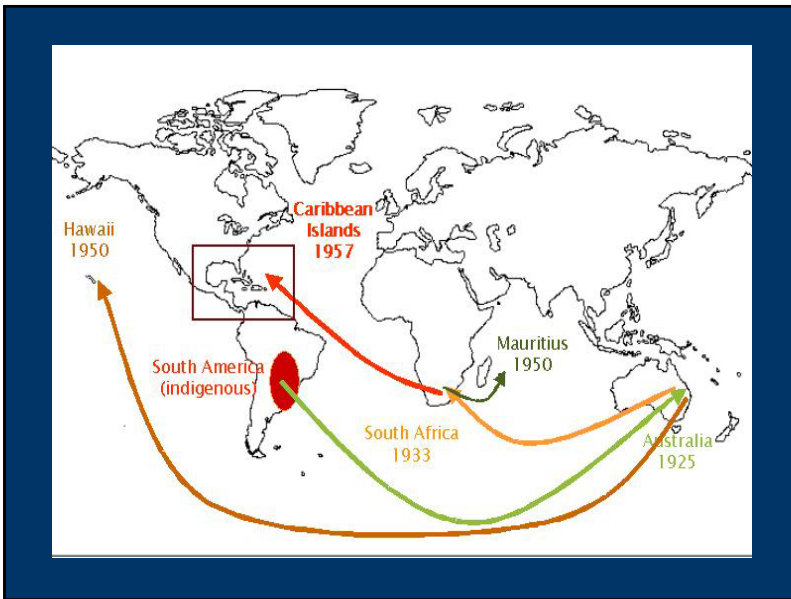 Caribbean
Islands
1957
Hawaii
1950
Mauritius
1950
South America
(indigenous)
South Africa
1933
Australia
1925